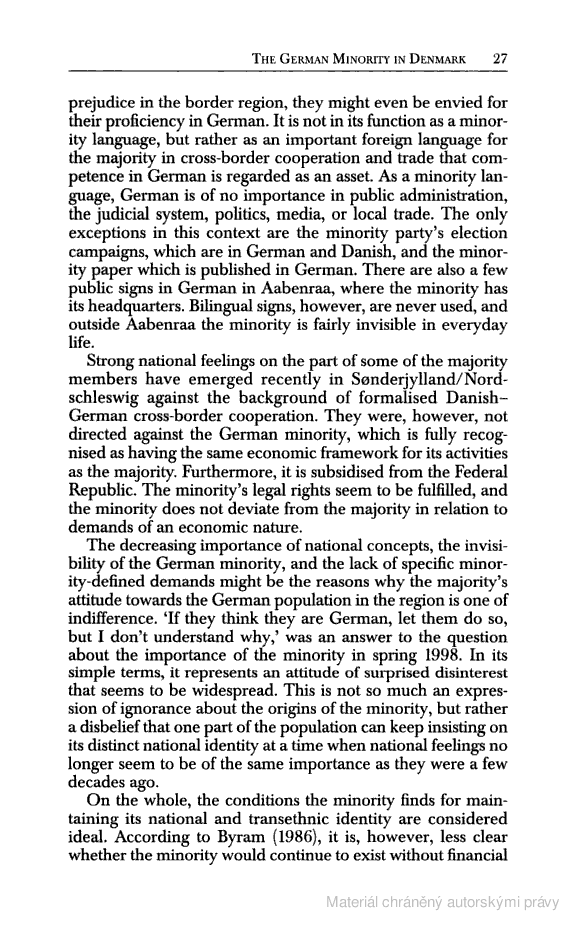 THE GERMAN MINORITY IN DENMARK 27
prejudice in the border region, they might even be envied for
their proficiency in German. It is not in its function as a minor-
ity language, but rather as an important foreign language for
the majority in cross-border cooperation and trade that com-
petence in German is regarded as an asset. As a minority lan-
guage, German is of no importance in public administration,
the judicial system, politics, media, or local trade. The only
exceptions in this context are the minority party's election
campaigns, which are in German and Danish, and the minor-
ity paper which is published in German. There are also a few
public signs in German in Aabenraa, where the minority has
its headquarters. Bilingual signs, however, are never used, and
outside Aabenraa the minority is fairly invisible in everyday
life.
Strong national feelings on the part of some of the majority
members have emerged recently in Sønderjylland/Nord-
schleswig against the background of formalised Danish–
German cross-border cooperation. They were, however, not
directed against the German minority, which is fully recog-
nised as having the same economic framework for its activities
as the majority. Furthermore, it is subsidised from the Federal
Republic. The minority's legal rights seem to be fulfilled, and
the minority does not deviate from the majority in relation to
demands of an economic nature.
The decreasing importance of national concepts, the invisi-
bility of the German minority, and the lack of specific minor-
ity-defined demands might be the reasons why the majority's
attitude towards the German population in the region is one of
indifference. 'If they think they are German, let them do so,
but I don't understand why,' was an answer to the question
about the importance of the minority in spring 1998. In its
simple terms, it represents an attitude of surprised disinterest
that seems to be widespread. This is not so much an expres-
sion of ignorance about the origins of the minority, but rather
a disbelief that one part of the population can keep insisting on
its distinct national identity at a time when national feelings no
longer seem to be of the same importance as they were a few
decades ago.
On the whole, the conditions the minority finds for main-
taining its national and transethnic identity are considered
ideal. According to Byram (1986), it is, however, less clear
whether the minority would continue to exist without financial
Materiál chráněný autorskými právy